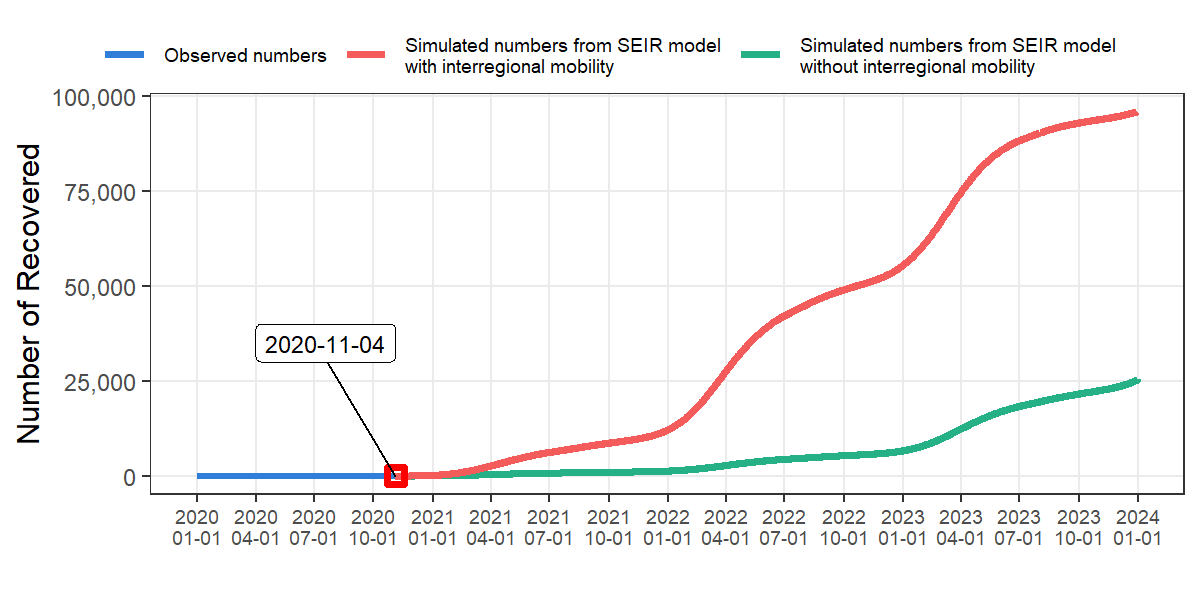 Observed numbers
Simulated numbers from SEIR model
with interregional mobility
Simulated numbers from SEIR model
without interregional mobility
Number of Recovered
100,000
75,000
50,000
25,000
0
2020-11-04
2020 2020 2020 2020 2021 2021 2021 2021 2022 2022 2022 2022 2023 2023 2023 2023 2024
01-01 04-01 07-01 10-01 01-01 04-01 07-01 10-01 01-01 04-01 07-01 10-01 01-01 04-01 07-01 10-01 01-01